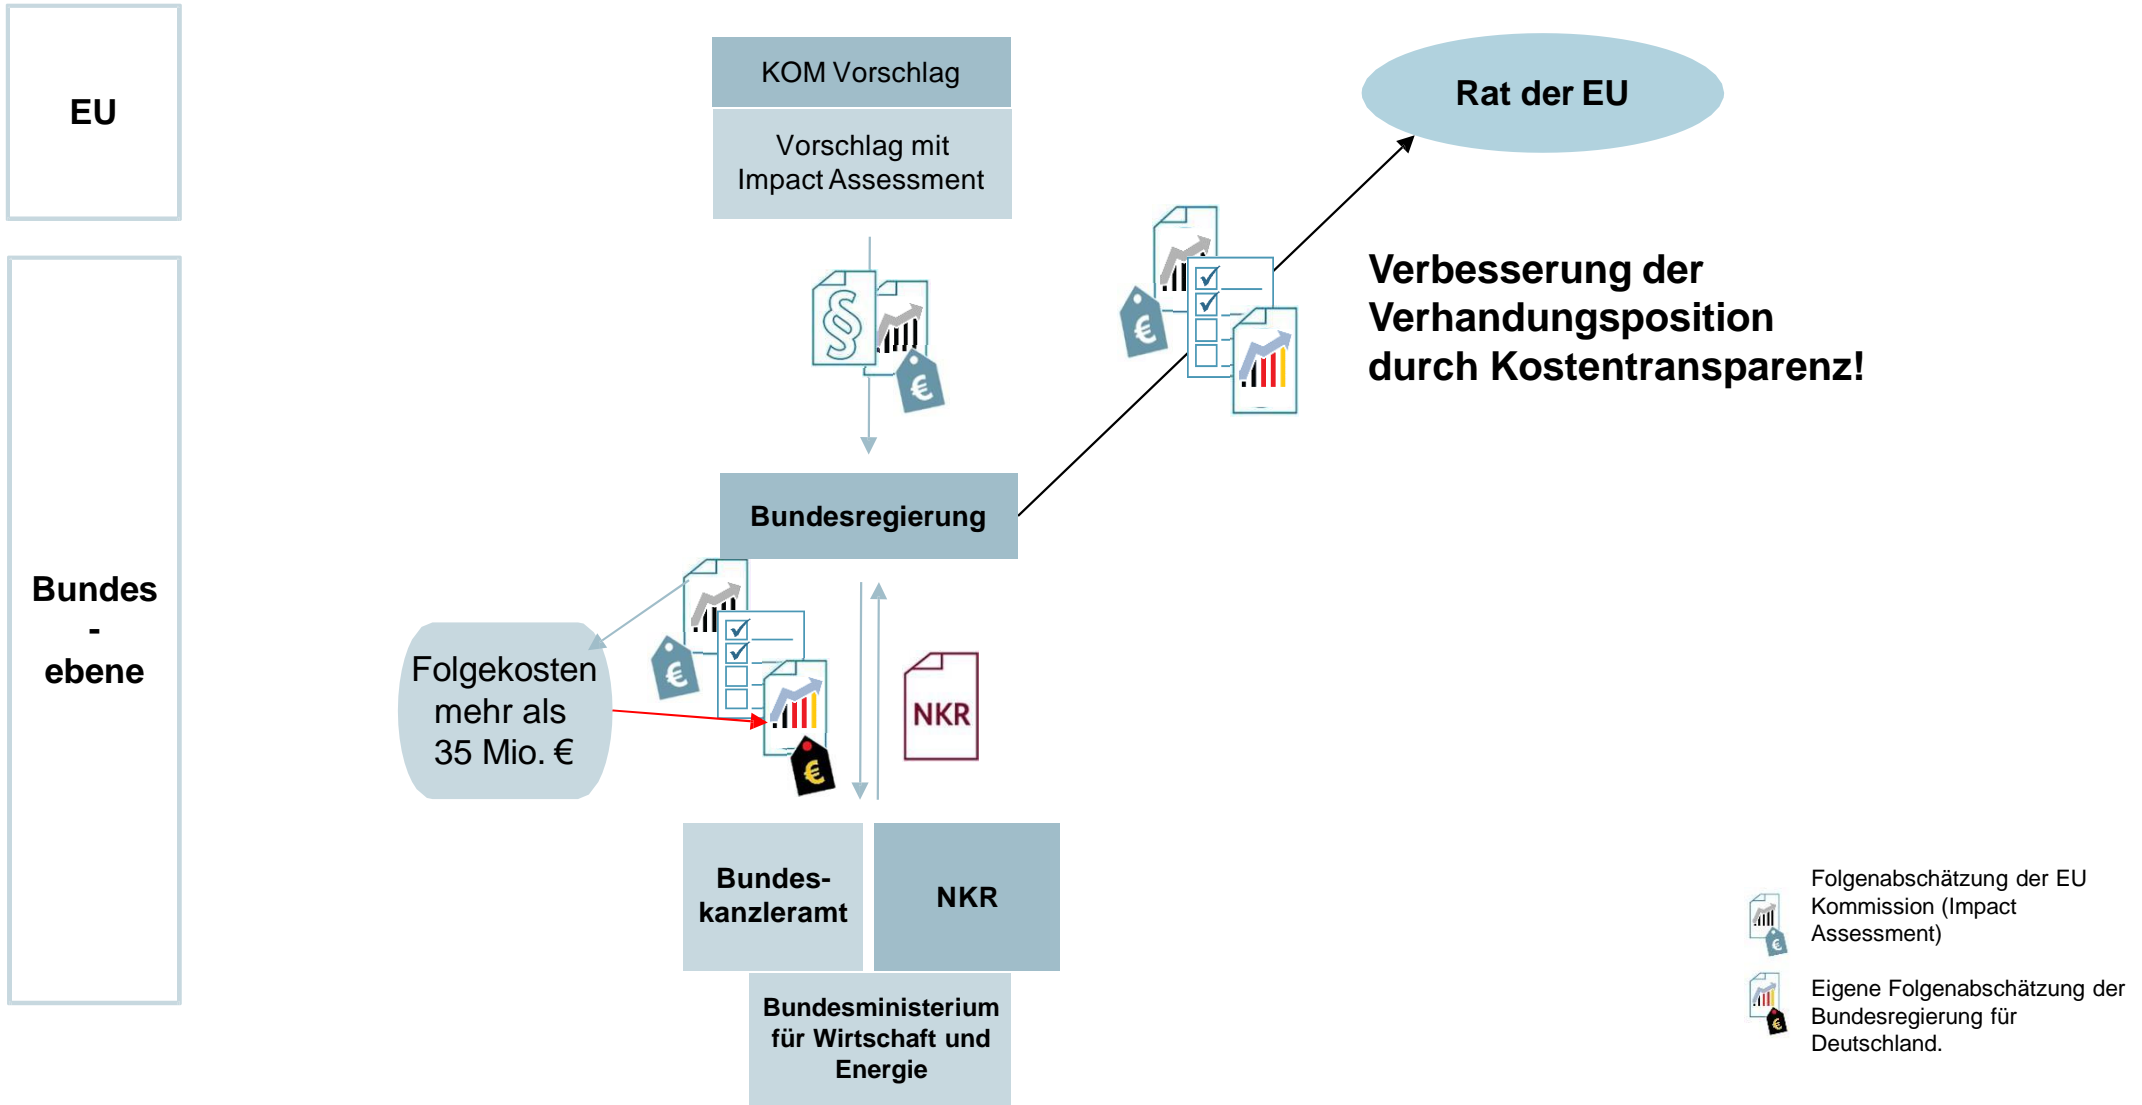 EU
KOM Vorschlag
Vorschlag mit
Impact Assessment
Rat der EU
§
€
€
€
Verbesserung der
Verhandungsposition
durch Kostentransparenz!
Bundesregierung
Bundes
-
ebene
Folgekosten
mehr als
35 Mio. €
€
€
NKR
Bundes-
kanzleramt
NKR
Bundesministerium
für Wirtschaft und
Energie
€
Folgenabschätzung der EU
Kommission (Impact
Assessment)
€
Eigene Folgenabschätzung der
Bundesregierung für
Deutschland.